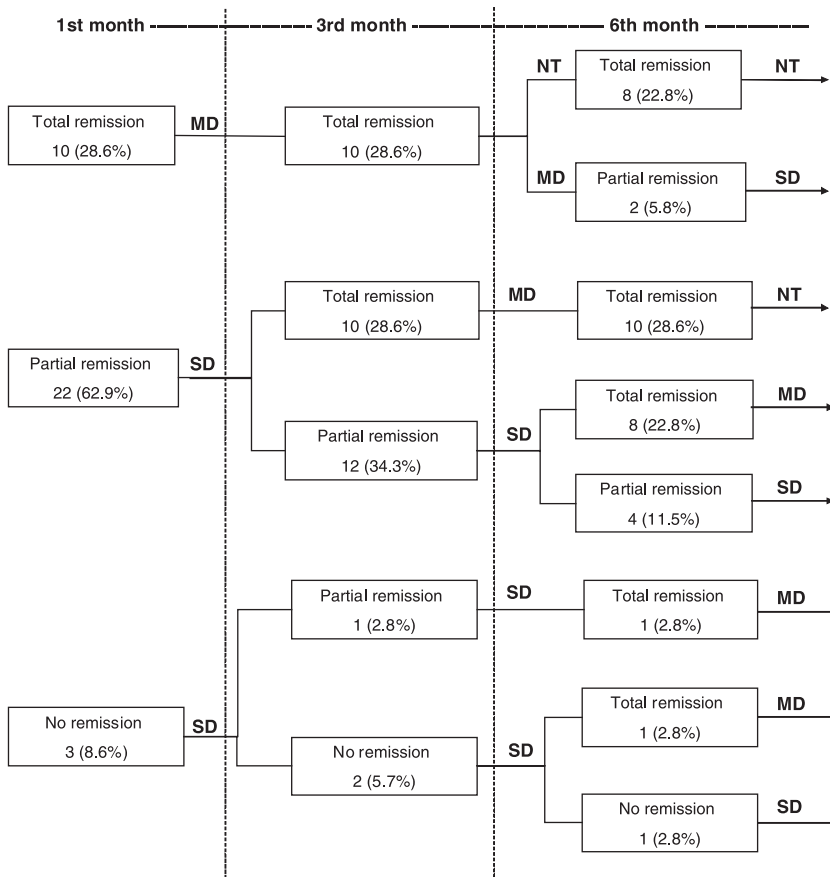 1st month 3rd month 6th month
NT Total remission NT
8 (22.8%)
Total remission MD Total remission
10 (28.6%) 10 (28.6%)
MD Partial remission SD
2 (5.8%)
Total remission MD Total remission NT
10 (28.6%) 10 (28.6%)
Partial remission SD
22 (62.9%)
Total remission MD
8 (22.8%)
Partial remission SD
12 (34.3%)
Partial remission SD
4 (11.5%)
Partial remission SD Total remission MD
1 (2.8%) 1 (2.8%)
No remission SD
3 (8.6%)
Total remission MD
1 (2.8%)
No remission SD
2 (5.7%)
No remission SD
1 (2.8%)